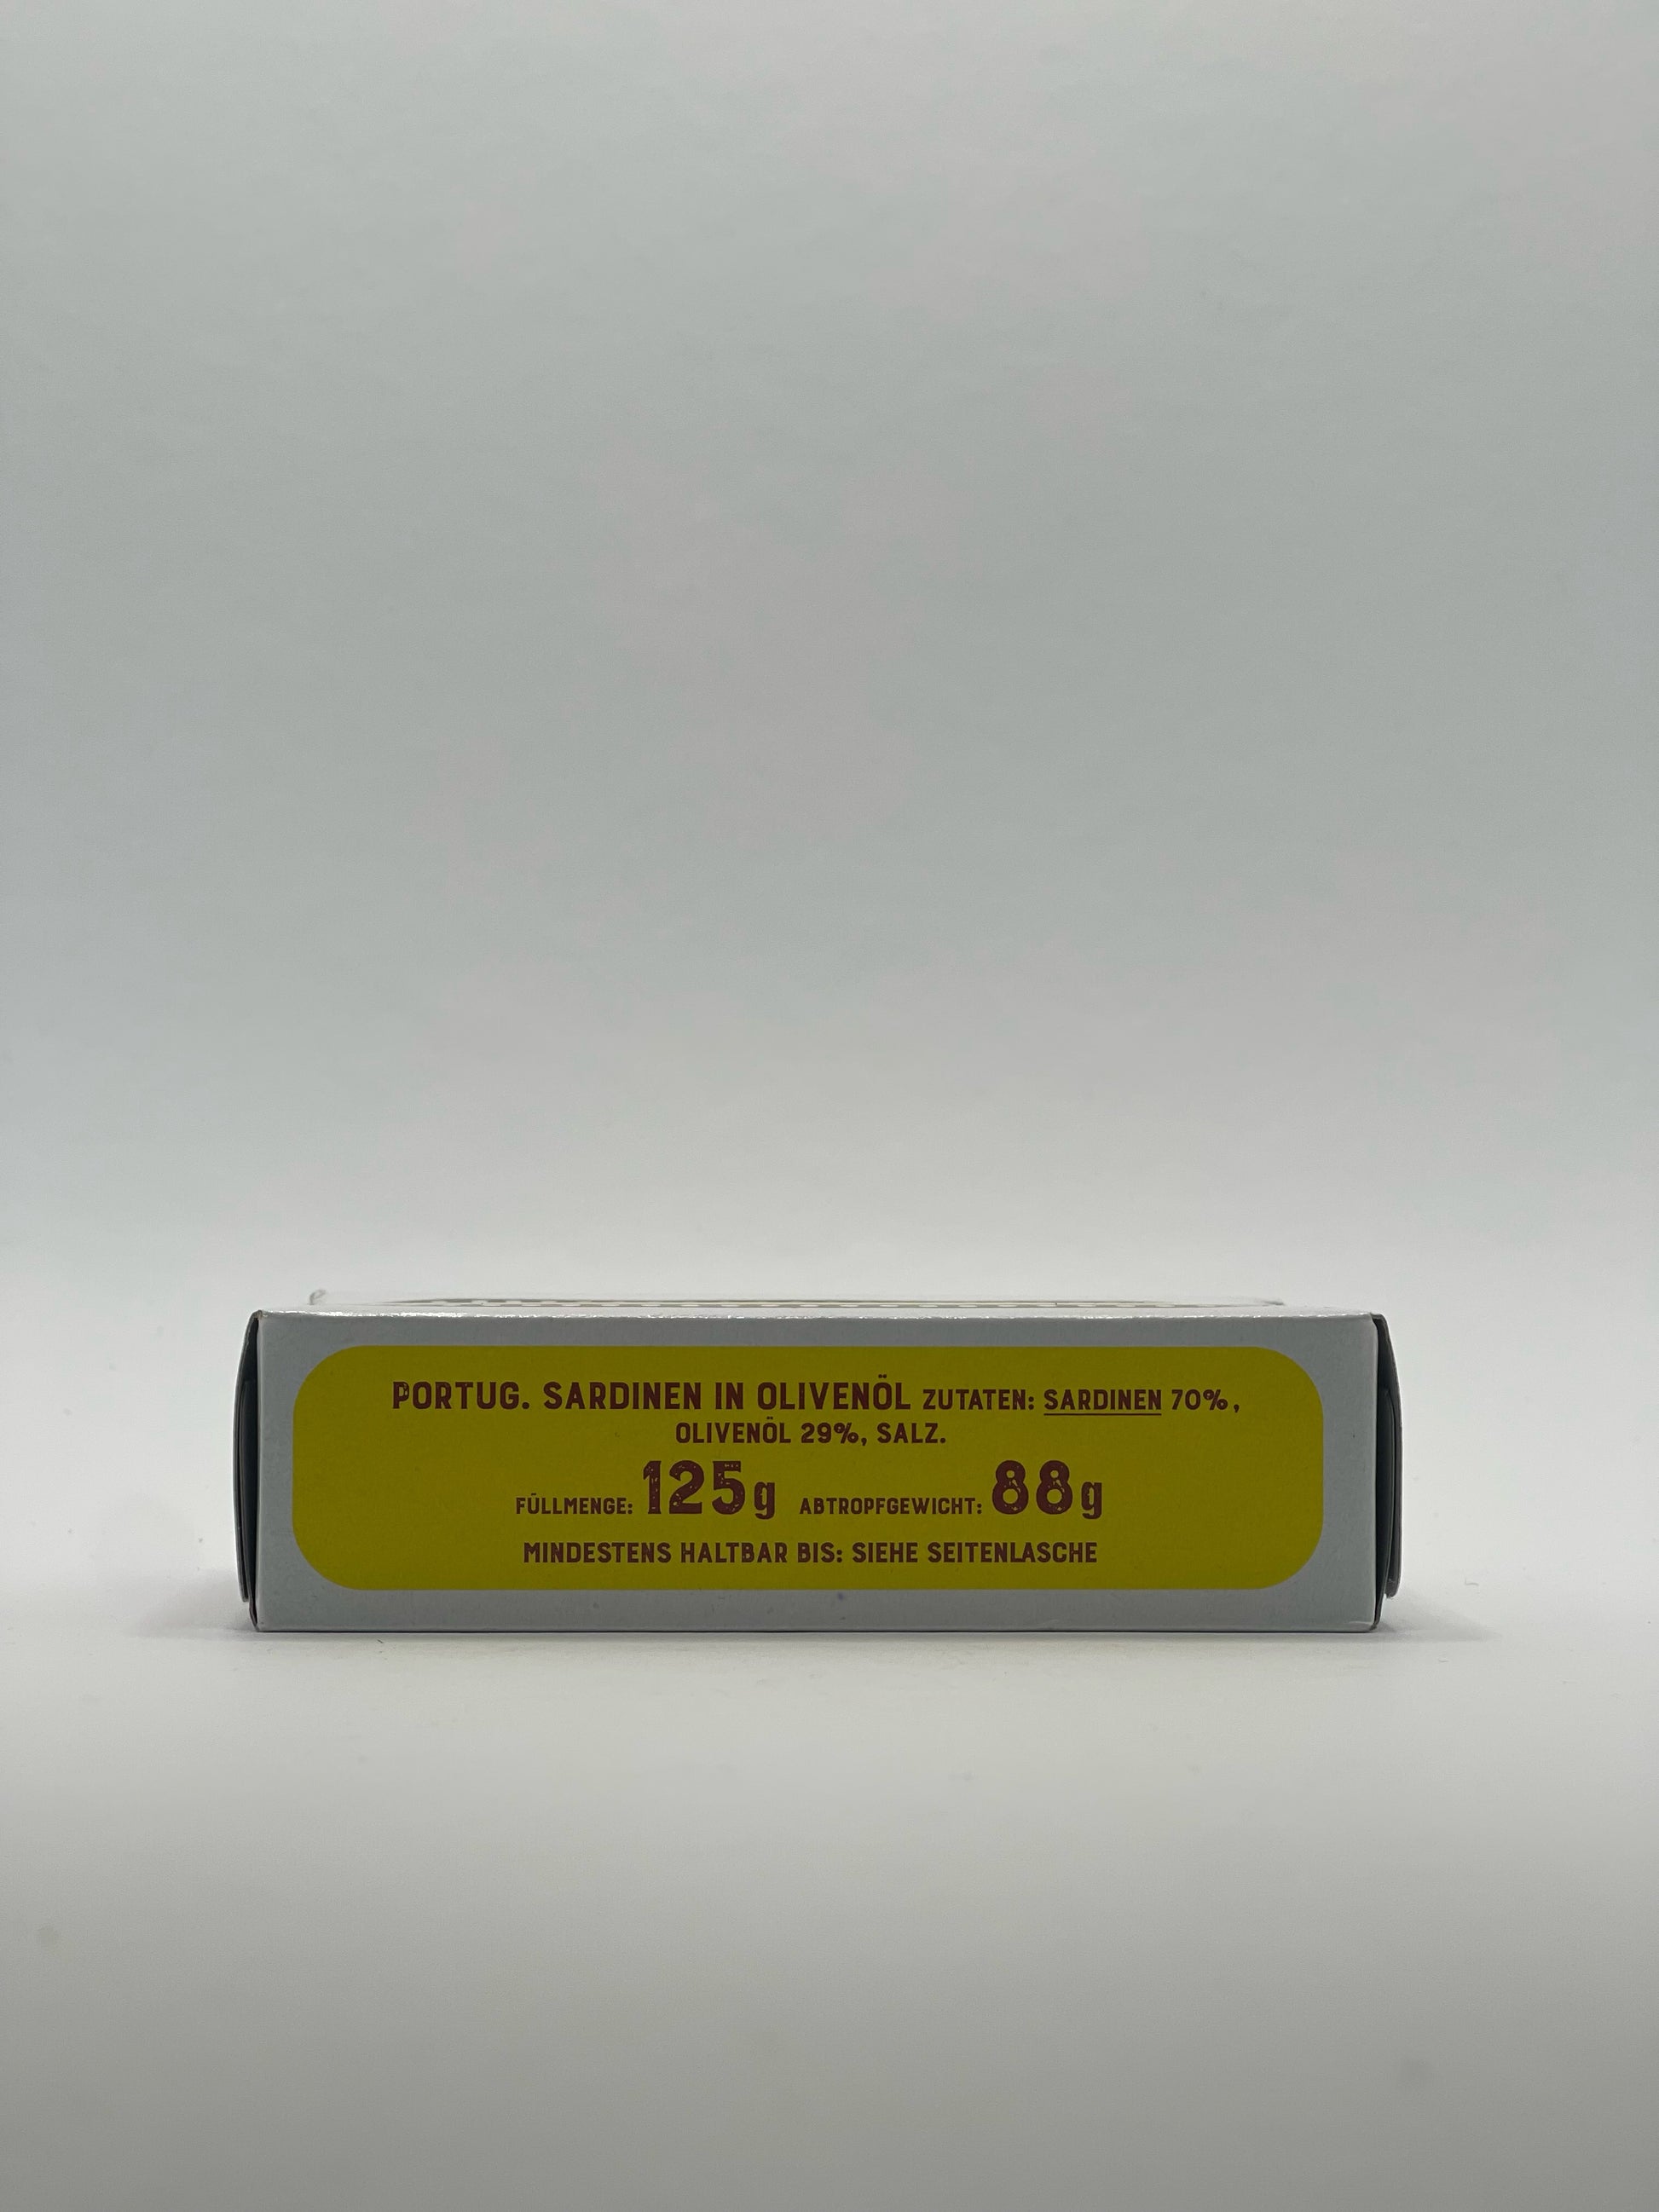 PORTUG. SARDINEN IN OLIVENÖL ZUTATEN: SARDINEN 70%,
OLIVENÖL 29%, SALZ.
FÜLLMENGE: 125g ABTROPFGEWICHT: 88g
MINDESTENS HALTBAR BIS: SIEHE SEITENLASCHE